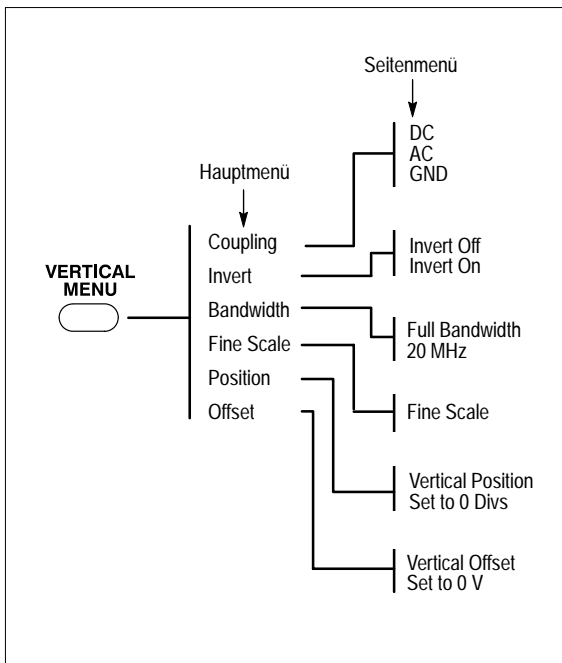 Seitenmenü
DC
AC
GND
Hauptmenü
Coupling
Invert
Bandwidth
Fine Scale
Position
Offset
VERTICAL
MENU
Invert Off
Invert On
Full Bandwidth
20 MHz
Fine Scale
Vertical Position
Set to 0 Divs
Vertical Offset
Set to 0 V